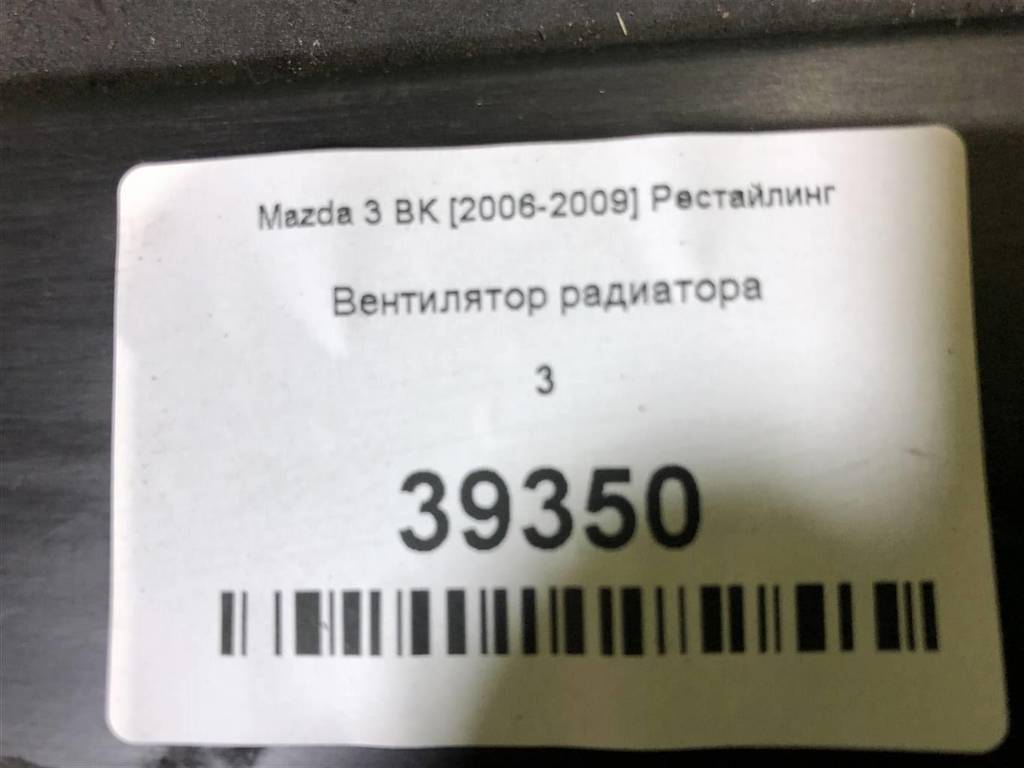 Mazda 3 BK [2006-2009] Рестайлинг
Вентилятор радиатора
3
39350